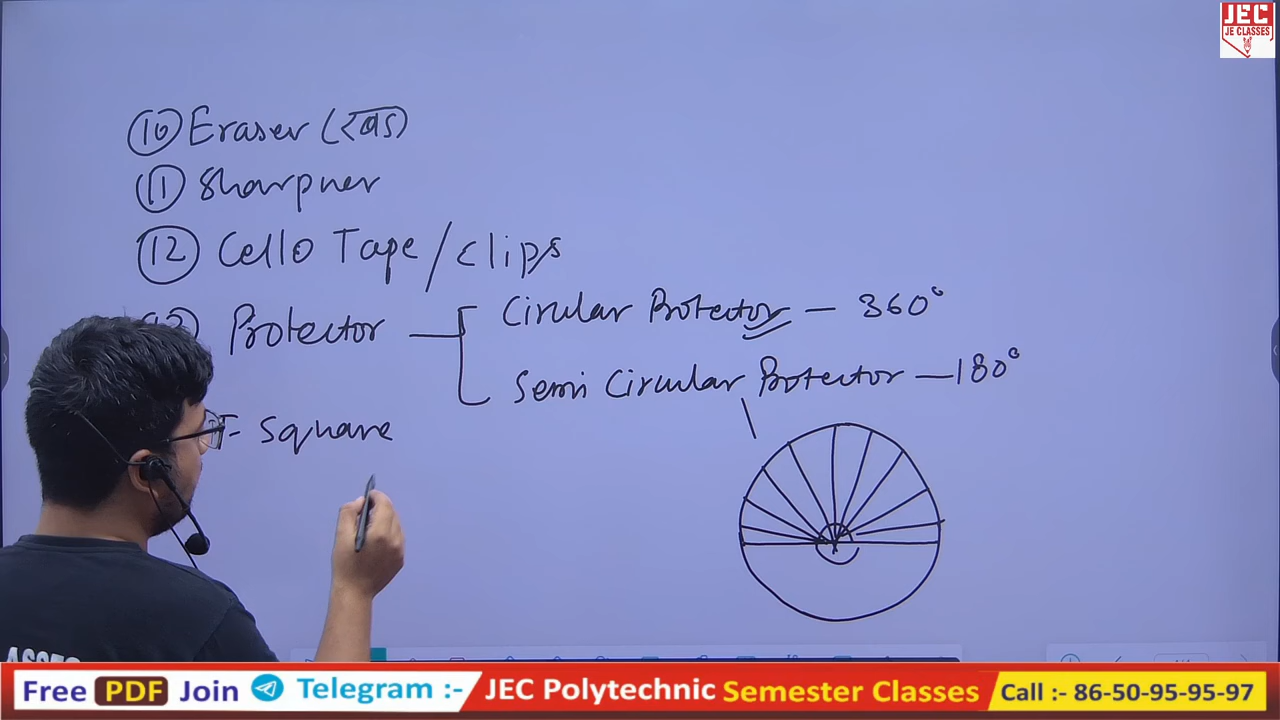 JEC
JE CLASSES
10 Eraser (रबड)
11 Sharpner
12 Cello Tape/clips
13 Protector
Circular Protector - 360°
Semi Circular Protector - 180°
T- Square
Free PDF Join Telegram :- JEC Polytechnic Semester Classes Call :- 86-50-95-95-97